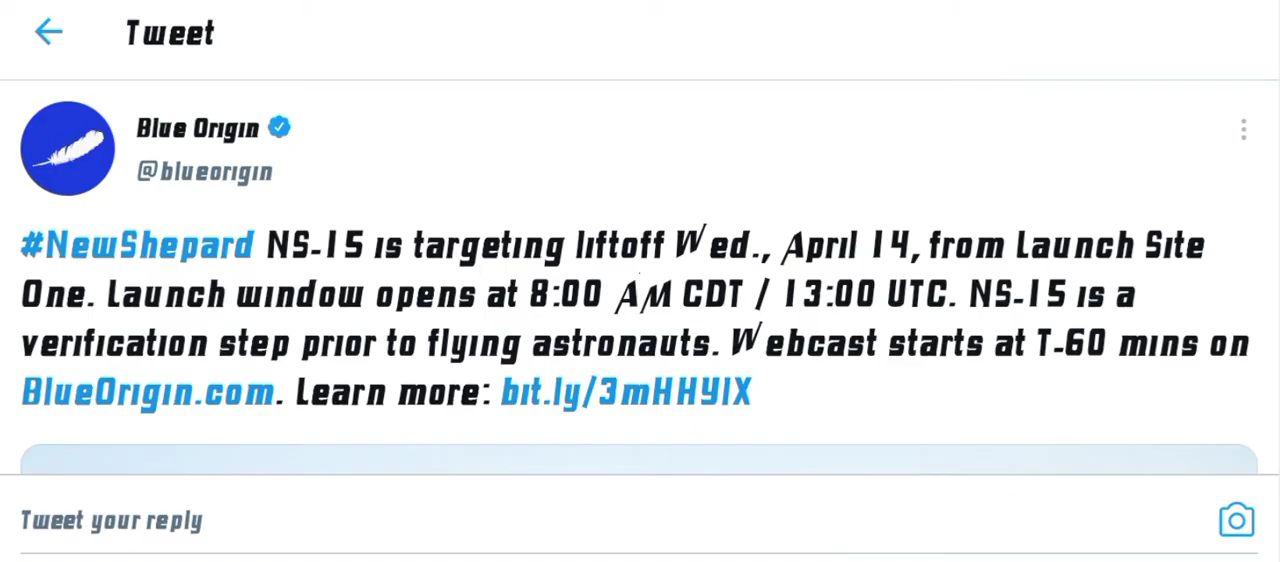 Tweet
Blue Origin
@blueorigin
#NewShepard NS-15 is targeting liftoff Wed., April 14, from Launch Site
One. Launch window opens at 8:00 AM CDT / 13:00 UTC. NS-15 is a
verification step prior to flying astronauts. Webcast starts at T-60 mins on
BlueOrigin.com. Learn more: bit.ly/3mHHYIX
Tweet your reply